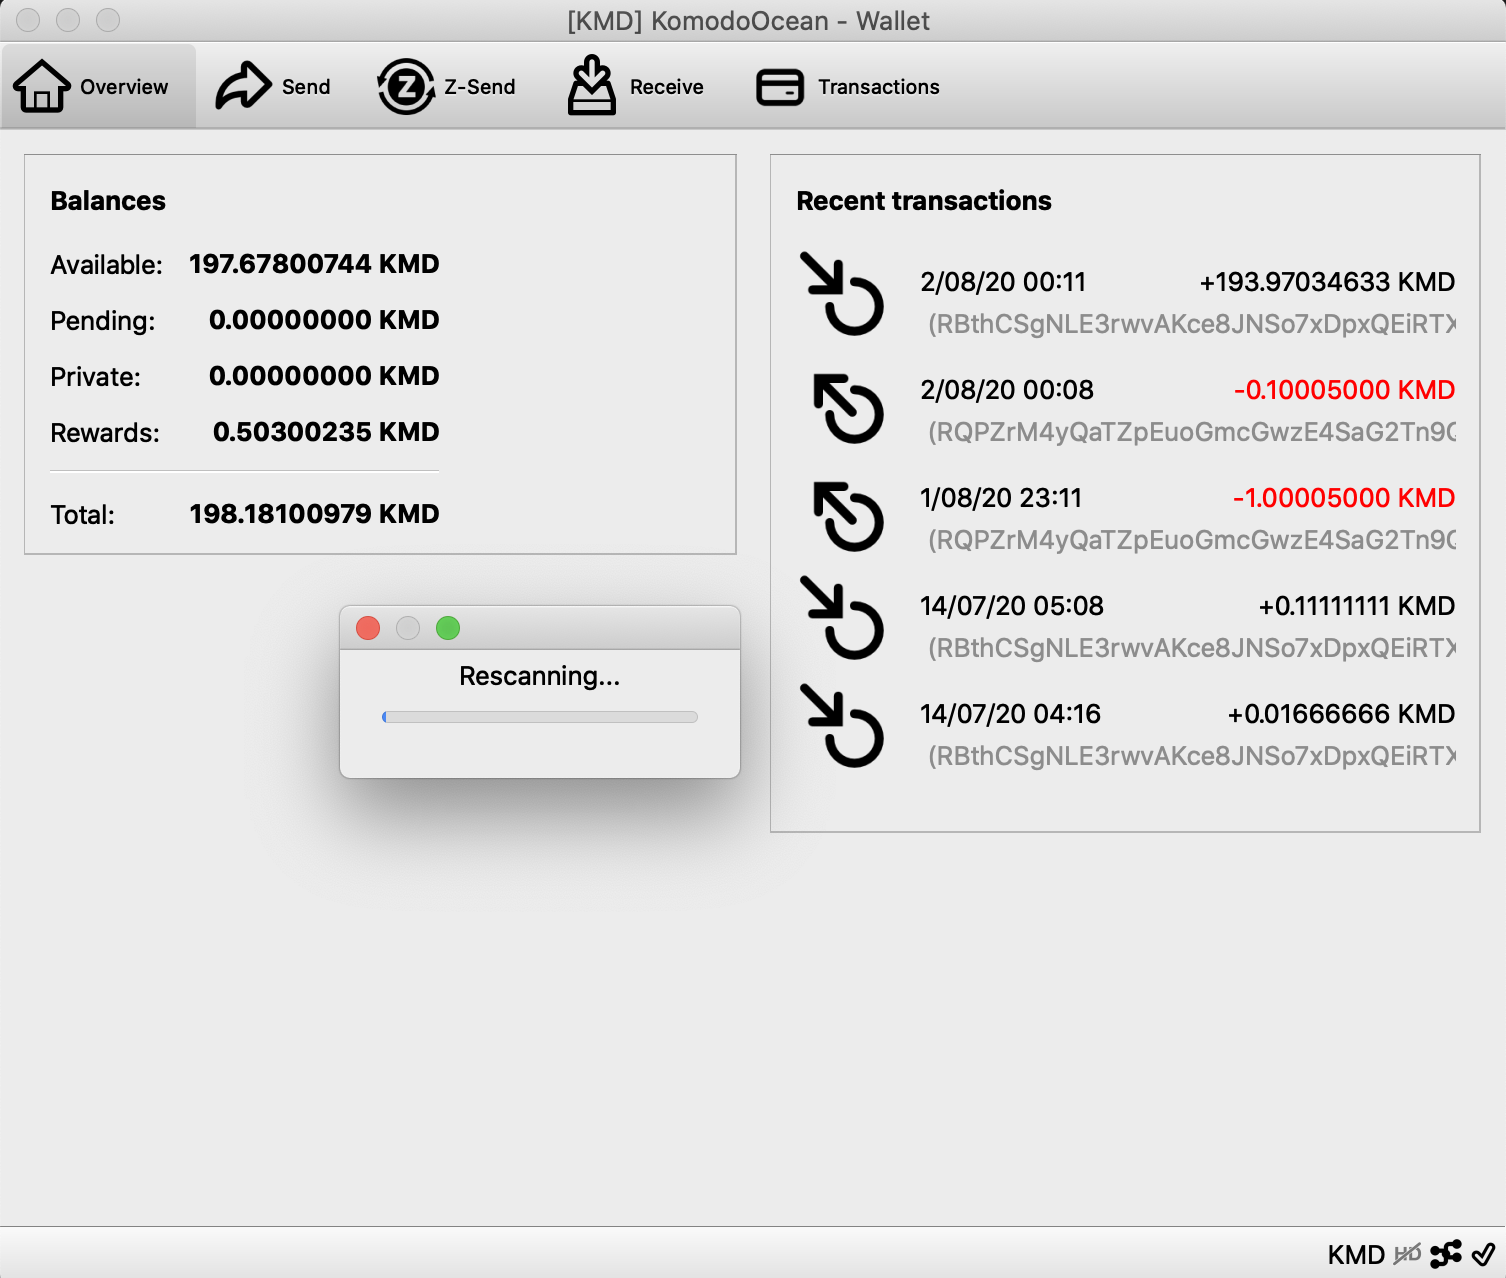 [KMD] KomodoOcean - Wallet
Overview
Send
Z-Send
Receive
Transactions
Balances
Available: 197.67800744 KMD
Pending: 0.00000000 KMD
Private: 0.00000000 KMD
Rewards: 0.50300235 KMD
Total: 198.18100979 KMD
Recent transactions
2/08/20 00:11 +193.97034633 KMD
(RBthCSgNLE3rwvAKce8JNSo7xDpxQEiRTX
2/08/20 00:08 -0.10005000 KMD
(RQPZrM4yQaTZpEuoGmcGwzE4SaG2Tn9Q
1/08/20 23:11 -1.00005000 KMD
(RQPZrM4yQaTZpEuoGmcGwzE4SaG2Tn9Q
14/07/20 05:08 +0.11111111 KMD
(RBthCSgNLE3rwvAKce8JNSo7xDpxQEiRTX
14/07/20 04:16 +0.01666666 KMD
(RBthCSgNLE3rwvAKce8JNSo7xDpxQEiRTX
Rescanning...
KMD HD